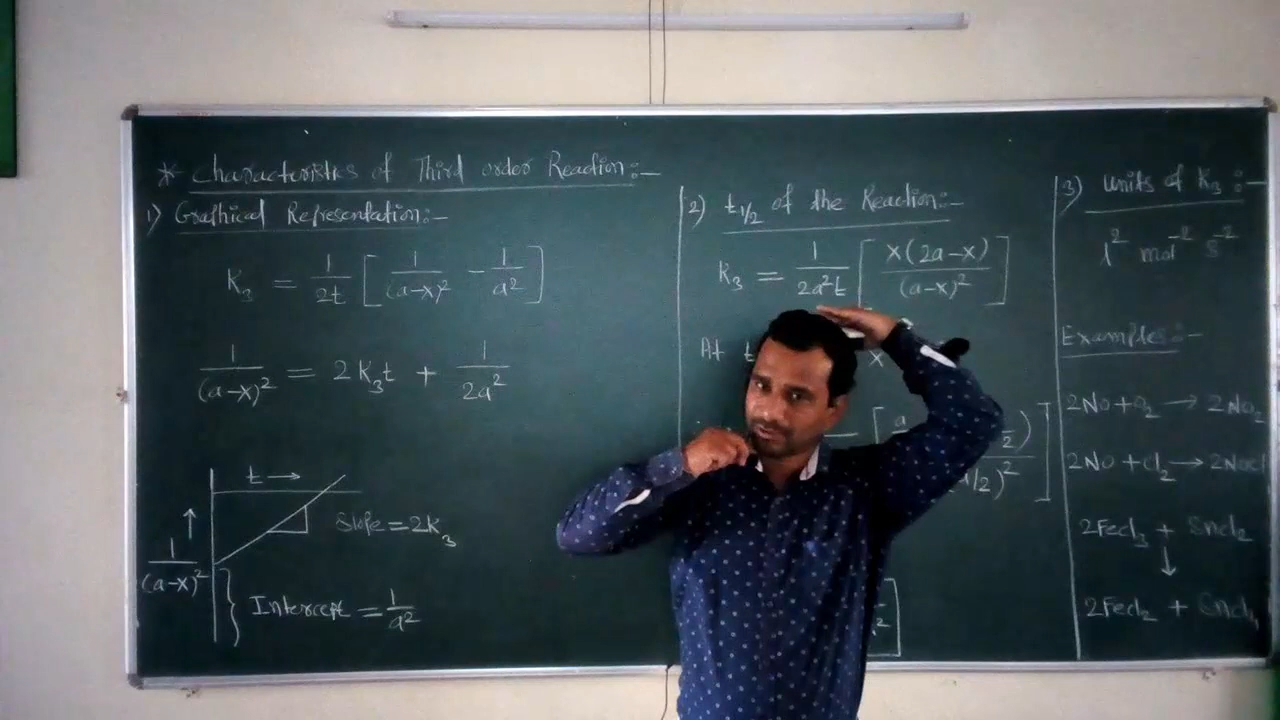 * Characteristics of Third order Reaction:-
1) Graphical Representation:-
K₃ = 1/2t [ 1/(a-x)² - 1/a² ]
1/(a-x)² = 2K₃t + 1/2a²
t →
↑
1/(a-x)²
Slope = 2K₃
Intercept = 1/a²
2) t1/2 of the Reaction:-
K₃ = 1/2a²t [ x(2a-x)/(a-x)² ]
At t
x
3) Units of K₃:-
l² mol⁻² s⁻²
Examples:-
2NO + O₂ → 2NO₂
2NO + Cl₂ → 2NOCl
2FeCl₃ + SnCl₂
↓
2FeCl₂ + SnCl₄